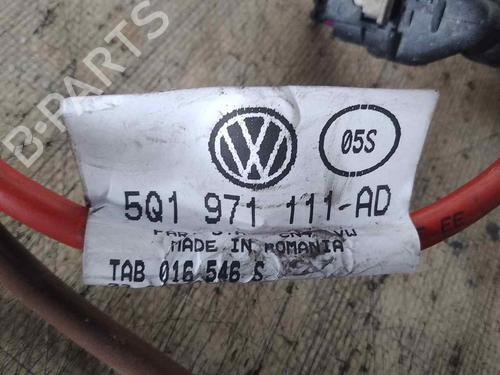 B-PARTS
05S
5Q1 971 111-AD
MADE IN ROMANIA
TAB 016 546 S